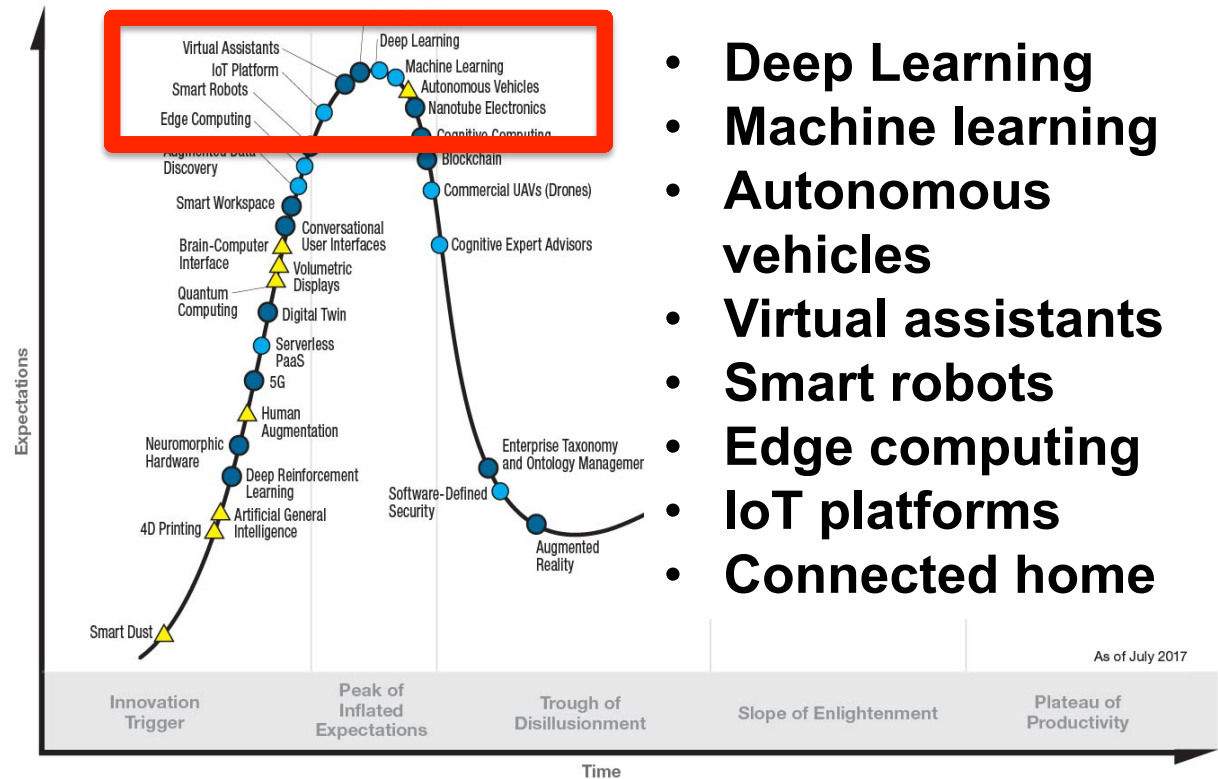 Deep Learning
Virtual Assistants
IoT Platform
Machine Learning
Smart Robots
Autonomous Vehicles
Nanotube Electronics
Edge Computing
Cognitive Computing
Augmented Data
Discovery
Blockchain
Commercial UAVs (Drones)
Smart Workspace
Conversational
User Interfaces
Brain-Computer
Interface
Cognitive Expert Advisors
Volumetric
Displays
Quantum
Computing
Digital Twin
Serverless
PaaS
5G
Human
Augmentation
Neuromorphic
Hardware
Deep Reinforcement
Learning
Artificial General
Intelligence
4D Printing
Smart Dust
Enterprise Taxonomy
and Ontology Managemer
Software-Defined
Security
Augmented
Reality
• Deep Learning
• Machine learning
• Autonomous
vehicles
• Virtual assistants
• Smart robots
• Edge computing
• IoT platforms
• Connected home
As of July 2017
Expectations
Innovation
Trigger
Peak of
Inflated
Expectations
Trough of
Disillusionment
Slope of Enlightenment
Plateau of
Productivity
Time